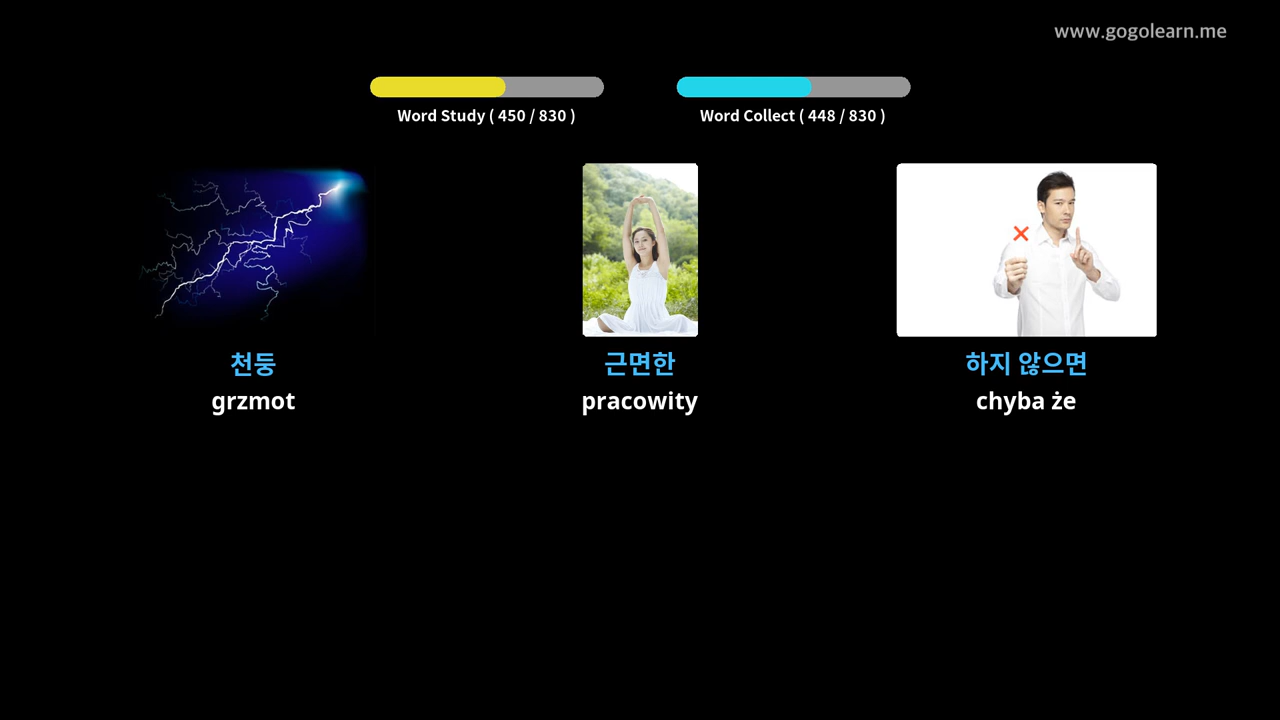 www.gogolearn.me
Word Study ( 450 / 830 )
Word Collect ( 448 / 830 )
천둥
grzmot
근면한
pracowity
하지 않으면
chyba że